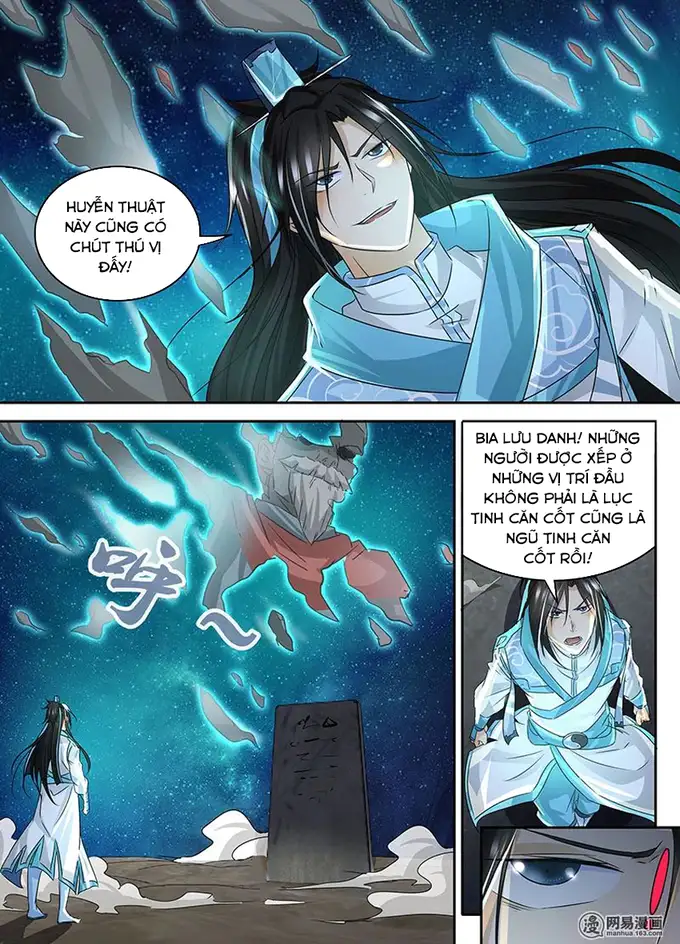 HUYỄN THUẬT
NÀY CŨNG CÓ
CHÚT THÚ VỊ
ĐẤY!
BIA LƯU DANH! NHỮNG
NGƯỜI ĐƯỢC XẾP Ở
NHỮNG VỊ TRÍ ĐẦU
KHÔNG PHẢI LÀ LỤC
TINH CĂN CỐT CŨNG LÀ
NGŨ TINH CĂN
CỐT RỒI!
呼~
网易漫画
manhua.163.com